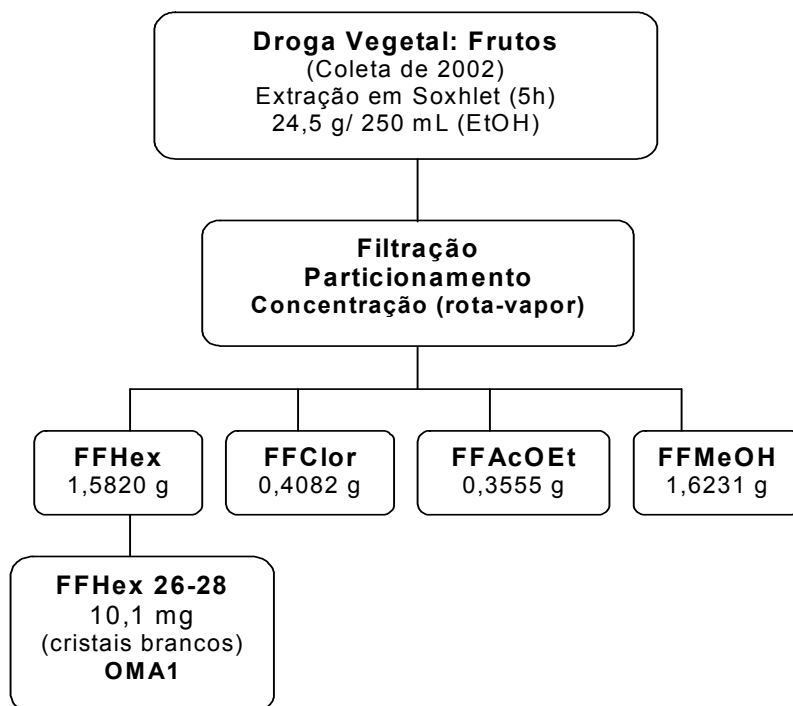 Droga Vegetal: Frutos
(Coleta de 2002)
Extração em Soxhlet (5h)
24,5 g/ 250 mL (EtOH)
Filtração
Particionamento
Concentração (rota-vapor)
FFHex
1,5820 g
FFClor
0,4082 g
FFAcOEt
0,3555 g
FFMeOH
1,6231 g
FFHex 26-28
10,1 mg
(cristais brancos)
OMA1